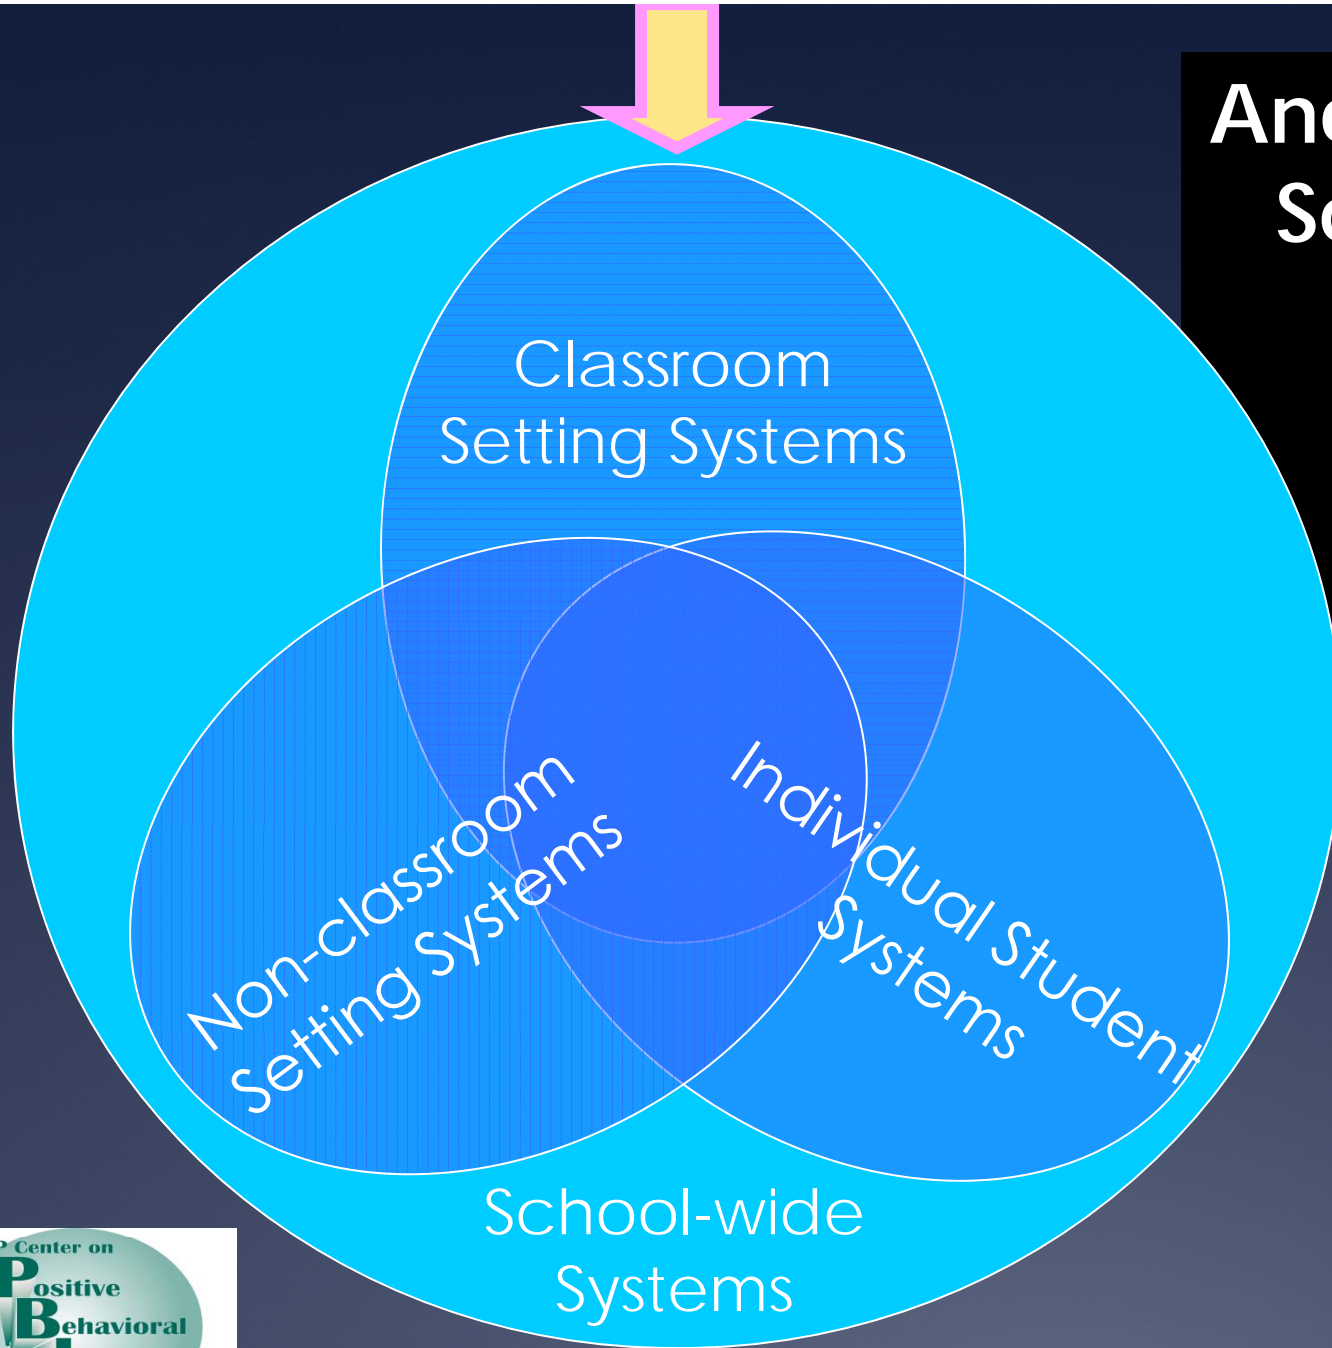 Classroom
Setting Systems
Non-classroom
Setting Systems
Individual Student
Systems
School-wide
Systems
Center on
Positive
Behavioral